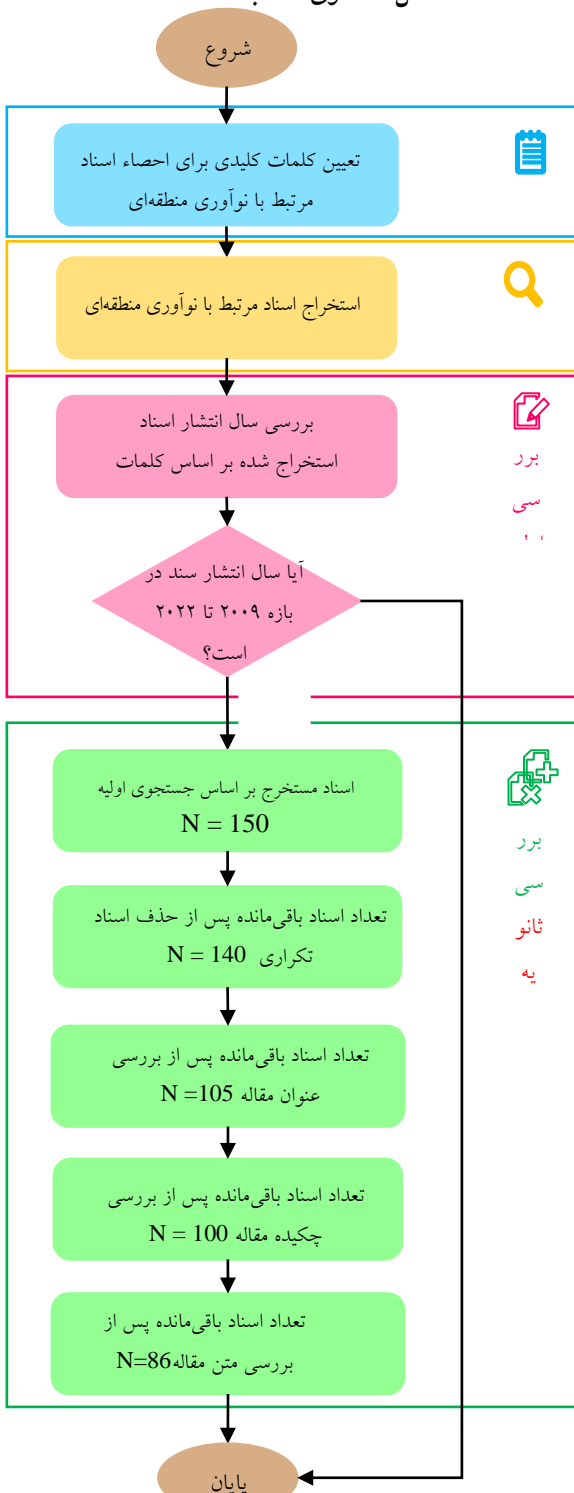 شروع
تعیین کلمات کلیدی برای احصاء اسناد
مرتبط با نوآوری منطقه‌ای
استخراج اسناد مرتبط با نوآوری منطقه‌ای
بررسی سال انتشار اسناد
استخراج شده بر اساس کلمات
برر
سی
آیا سال انتشار سند در
بازه ۲۰۰۹ تا ۲۰۲۲
است؟
اسناد مستخرج بر اساس جستجوی اولیه
N = 150
برر
سی
ثانو
یه
تعداد اسناد باقی‌مانده پس از حذف اسناد
تکراری N = 140
تعداد اسناد باقی‌مانده پس از بررسی
عنوان مقاله N =105
تعداد اسناد باقی‌مانده پس از بررسی
چکیده مقاله N = 100
تعداد اسناد باقی‌مانده پس از
بررسی متن مقاله N=86
پایان